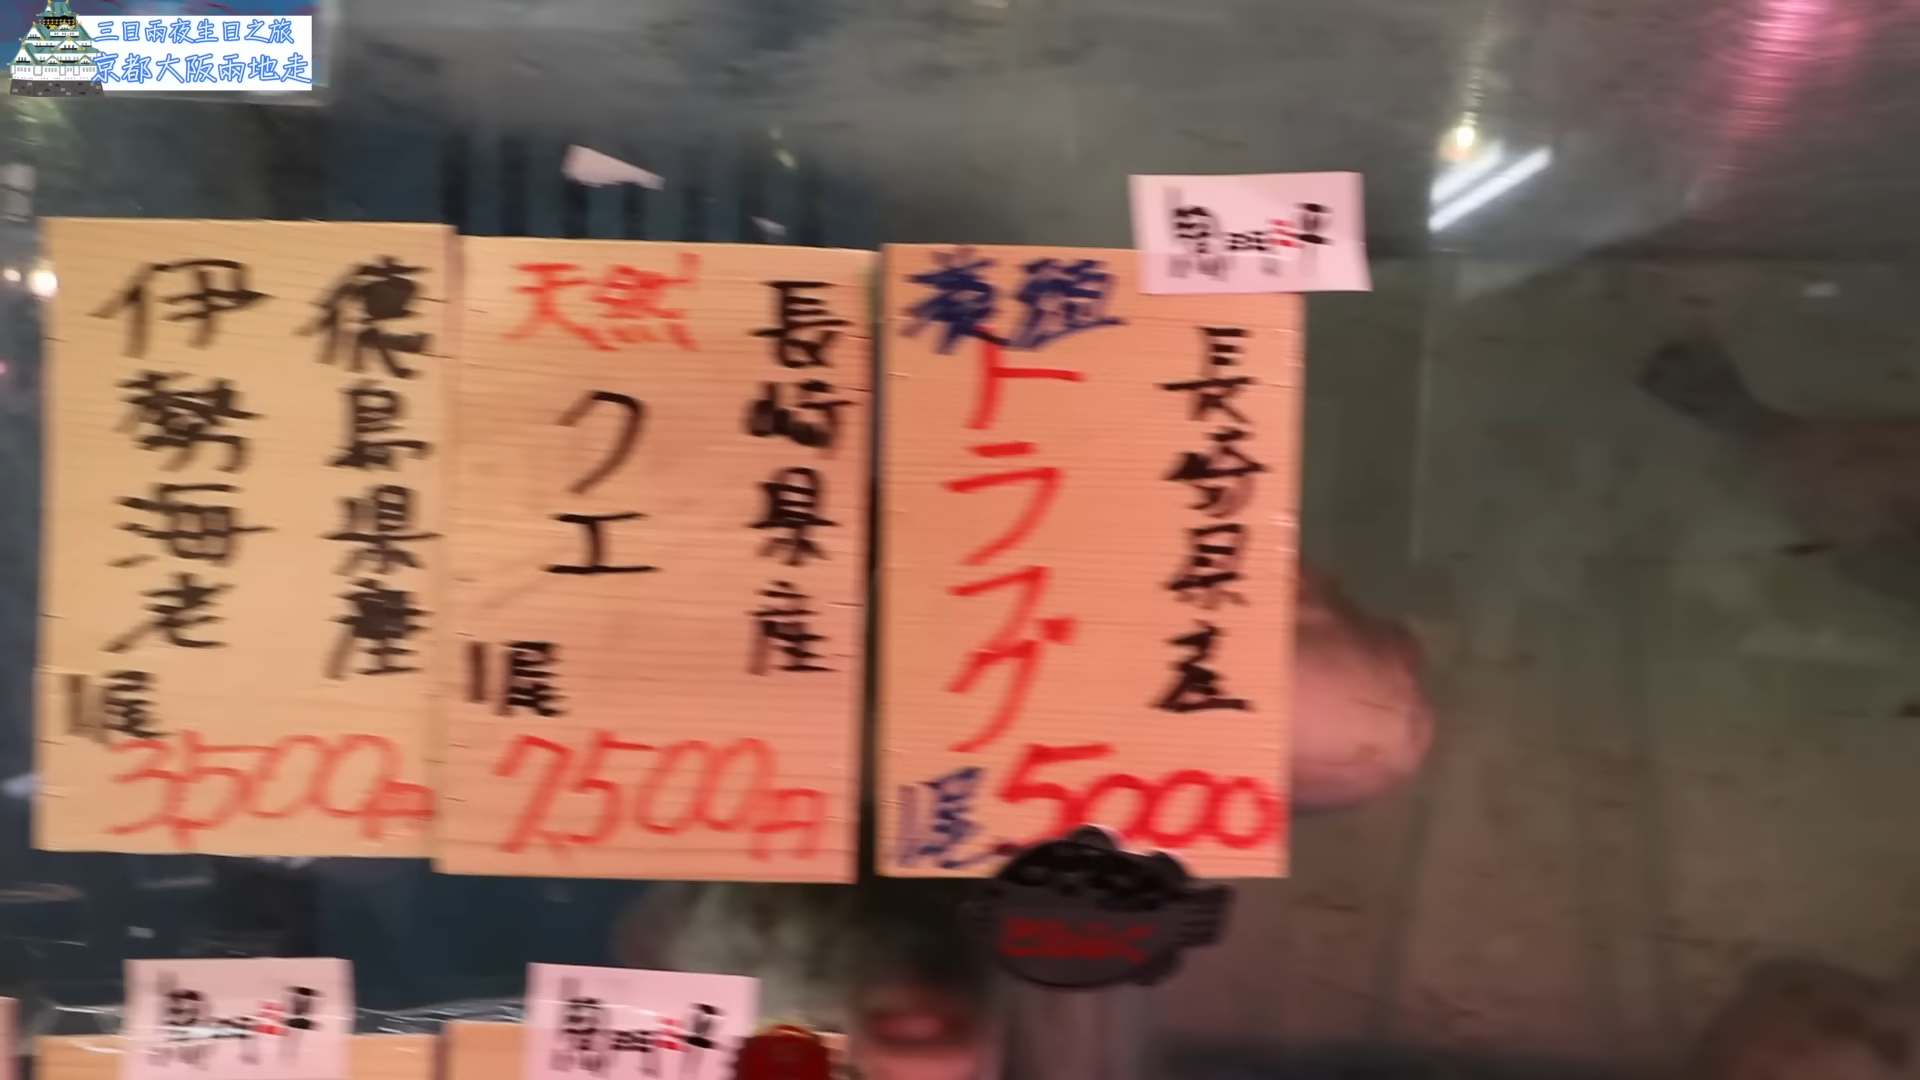 三日兩夜生日之旅
京都大阪兩地走
徳島県産
伊勢海老
1尾
3,500円
長崎県産
天然
クエ
1尾
7,500円
長崎県産
養殖
トラフグ
1尾
5000